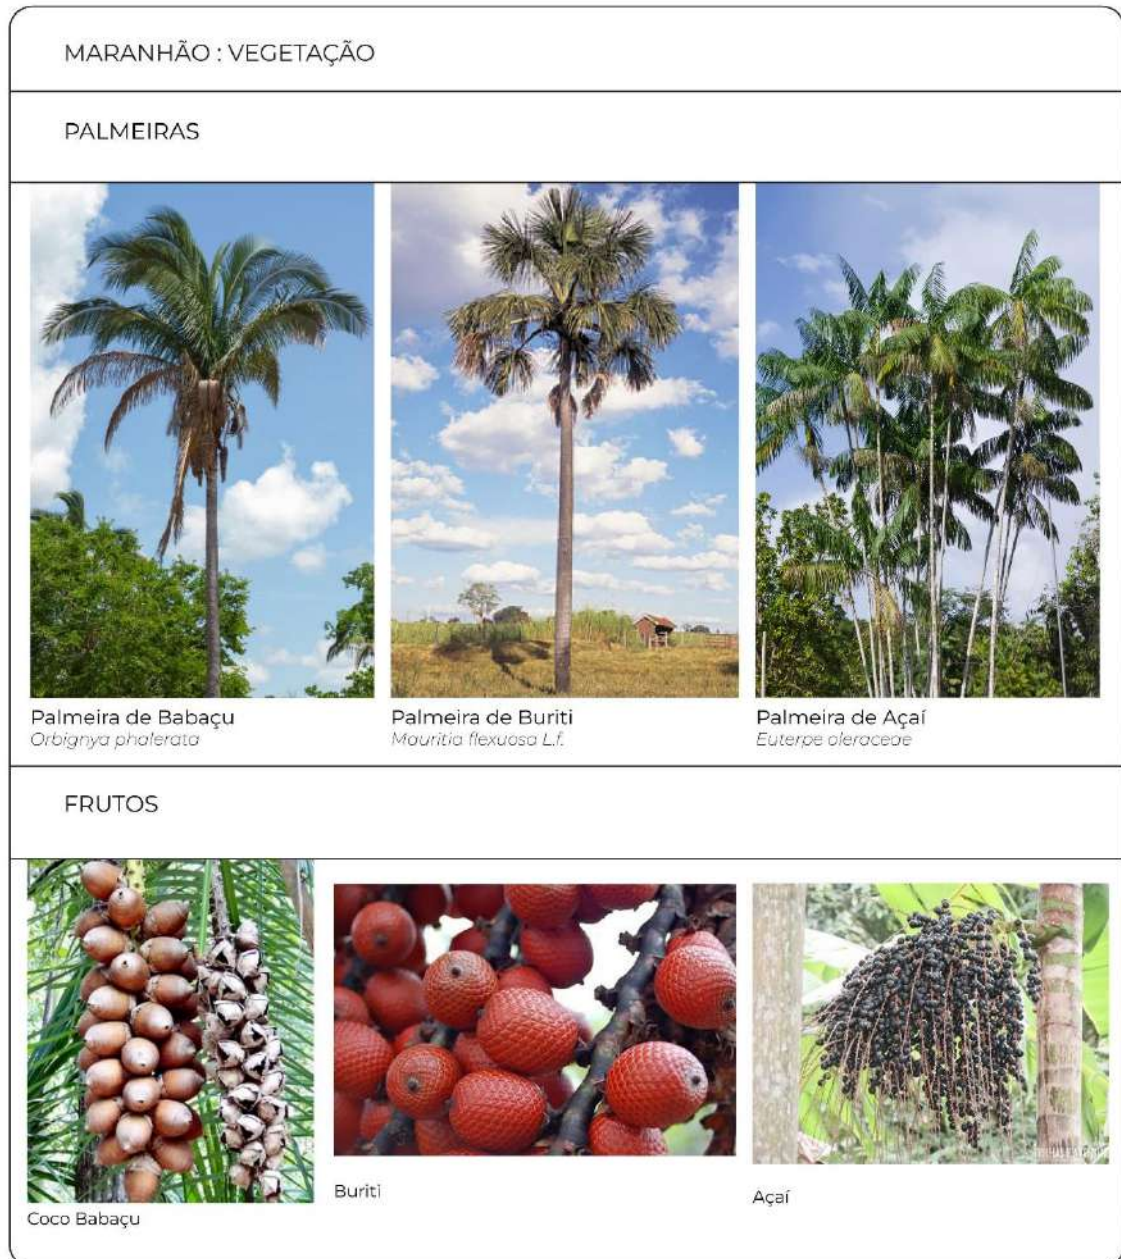 MARANHÃO : VEGETAÇÃO
PALMEIRAS
Palmeira de Babaçu
Orbignya phalerata
Palmeira de Buriti
Mauritia flexuosa L.f.
Palmeira de Açaí
Euterpe oleraceae
FRUTOS
Coco Babaçu
Buriti
Açaí